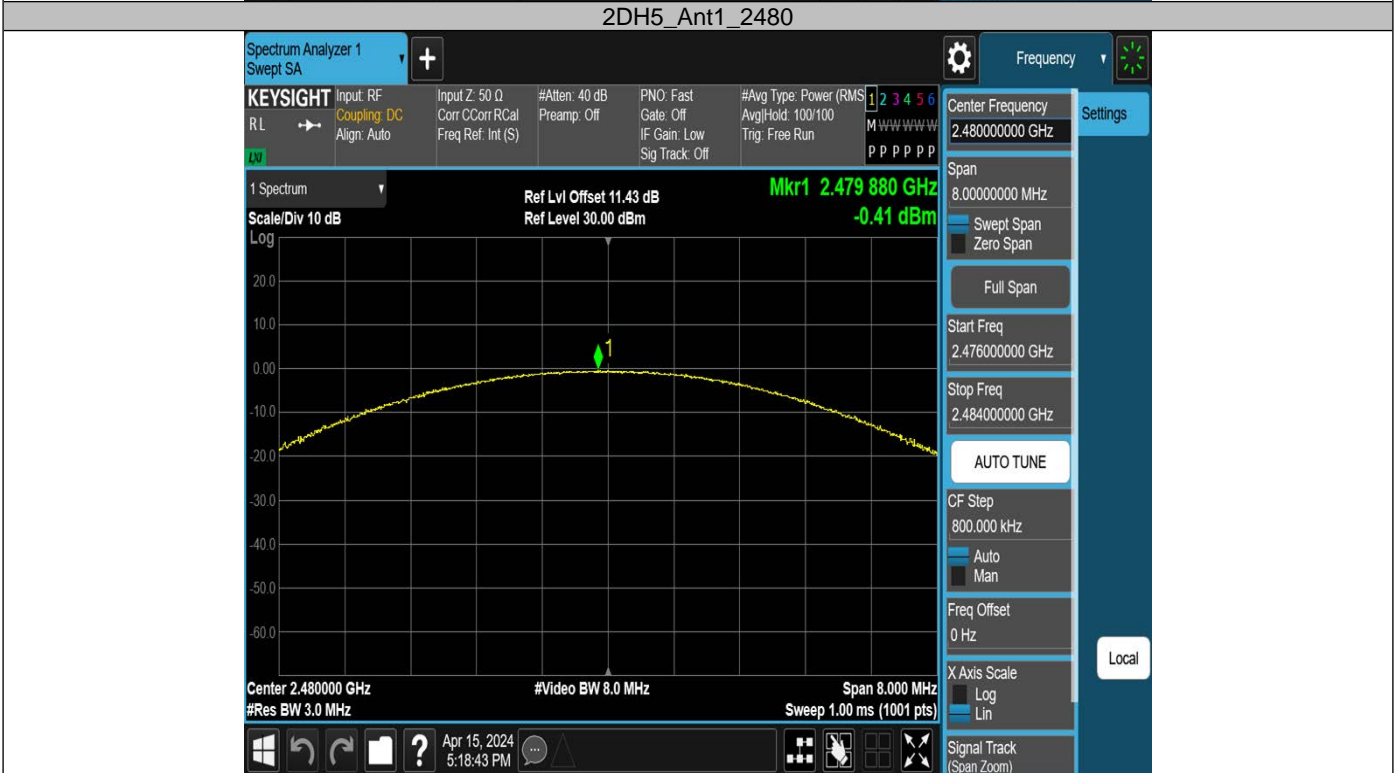 2DH5_Ant1_2480
Spectrum Analyzer 1
Swept SA
+
Frequency
KEYSIGHT
R L
LXI
Input: RF
Coupling: DC
Align: Auto
Input Z: 50 Ω
Corr CCorr RCal
Freq Ref: Int (S)
#Atten: 40 dB
Preamp: Off
PNO: Fast
Gate: Off
IF Gain: Low
Sig Track: Off
#Avg Type: Power (RMS
Avg|Hold: 100/100
Trig: Free Run
1 2 3 4 5 6
M W W W W W
P P P P P P
1 Spectrum
Scale/Div 10 dB
Log
Ref Lvl Offset 11.43 dB
Ref Level 30.00 dBm
Mkr1 2.479 880 GHz
-0.41 dBm
20.0
10.0
1
0.00
-10.0
-20.0
-30.0
-40.0
-50.0
-60.0
Center 2.480000 GHz
#Res BW 3.0 MHz
#Video BW 8.0 MHz
Span 8.000 MHz
Sweep 1.00 ms (1001 pts)
Center Frequency
2.480000000 GHz
Settings
Span
8.00000000 MHz
Swept Span
Zero Span
Full Span
Start Freq
2.476000000 GHz
Stop Freq
2.484000000 GHz
AUTO TUNE
CF Step
800.000 kHz
Auto
Man
Freq Offset
0 Hz
X Axis Scale
Log
Lin
Local
Signal Track
(Span Zoom)
?
Apr 15, 2024
5:18:43 PM